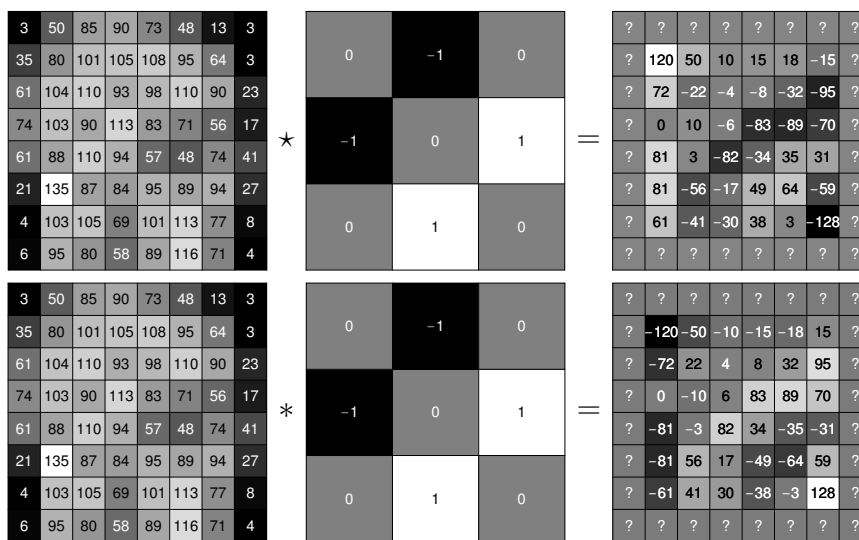 3 50 85 90 73 48 13 3 0 −1 0 ? ? ? ? ? ? ? ?
35 80 101 105 108 95 64 3 ? 120 50 10 15 18 −15 ?
61 104 110 93 98 110 90 23 ? 72 −22 −4 −8 −32 −95 ?
74 103 90 113 83 71 56 17 ⋆ −1 0 1 = ? 0 10 −6 −83 −89 −70 ?
61 88 110 94 57 48 74 41 ? 81 3 −82 −34 35 31 ?
21 135 87 84 95 89 94 27 ? 81 −56 −17 49 64 −59 ?
4 103 105 69 101 113 77 8 0 1 0 ? 61 −41 −30 38 3 −128 ?
6 95 80 58 89 116 71 4 ? ? ? ? ? ? ? ?
3 50 85 90 73 48 13 3 0 −1 0 ? ? ? ? ? ? ? ?
35 80 101 105 108 95 64 3 ? −120 −50 −10 −15 −18 15 ?
61 104 110 93 98 110 90 23 ? −72 22 4 8 32 95 ?
74 103 90 113 83 71 56 17 * −1 0 1 = ? 0 −10 6 83 89 70 ?
61 88 110 94 57 48 74 41 ? −81 −3 82 34 −35 −31 ?
21 135 87 84 95 89 94 27 ? −81 56 17 −49 −64 59 ?
4 103 105 69 101 113 77 8 0 1 0 ? −61 41 30 −38 −3 128 ?
6 95 80 58 89 116 71 4 ? ? ? ? ? ? ? ?